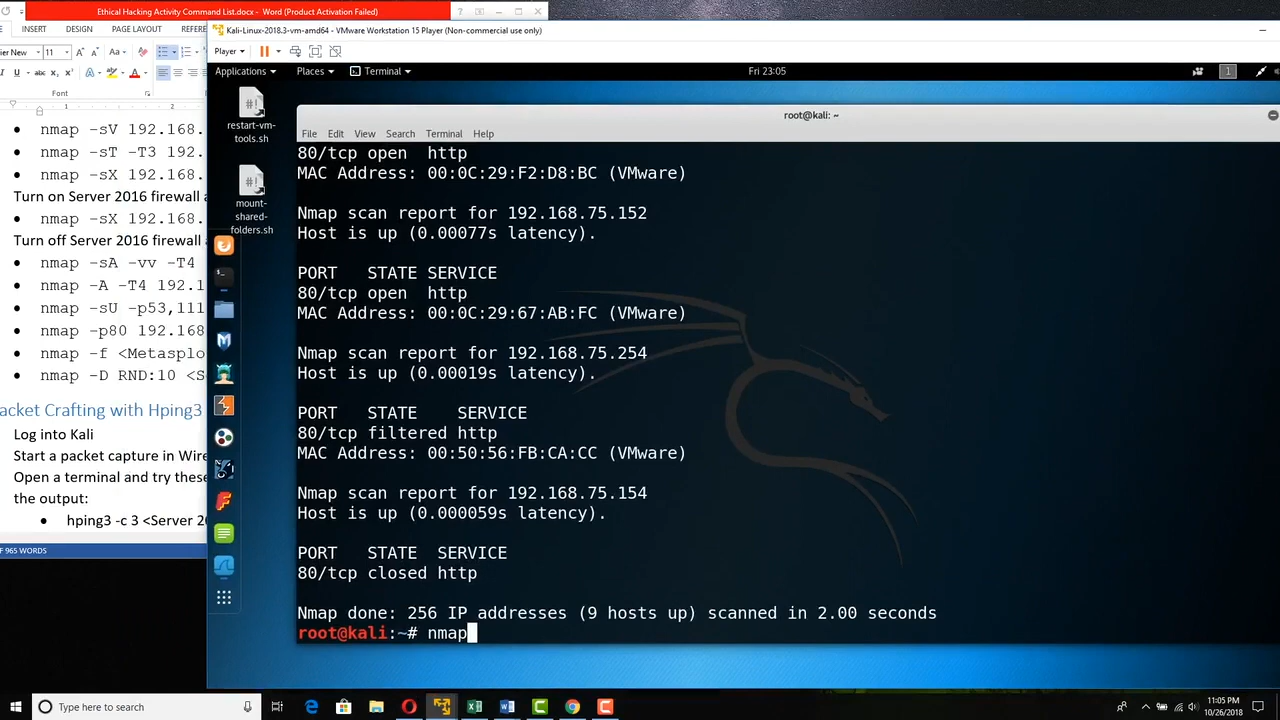 Ethical Hacking Activity Command List.docx - Word (Product Activation Failed)
INSERT DESIGN PAGE LAYOUT REFERE
Kali-Linux-2018.3-vm-amd64 - VMware Workstation 15 Player (Non-commercial use only)
Player
Applications Places Terminal Fri 23:05 1
ier New 11
Font
root@kali: ~
File Edit View Search Terminal Help
restart-vm-
tools.sh
mount-
shared-
folders.sh
nmap -sV 192.168.
nmap -sT -T3 192.
nmap -sX 192.168.
Turn on Server 2016 firewall a
nmap -sX 192.168.
Turn off Server 2016 firewall a
nmap -sA -vv -T4
nmap -A -T4 192.1
nmap -sU -p53,111
nmap -p80 192.168
nmap -f <Metasplo
nmap -D RND:10 <S
acket Crafting with Hping3
Log into Kali
Start a packet capture in Wire
Open a terminal and try these
the output:
hping3 -c 3 <Server 20
F 965 WORDS
80/tcp open http
MAC Address: 00:0C:29:F2:D8:BC (VMware)
Nmap scan report for 192.168.75.152
Host is up (0.00077s latency).
PORT STATE SERVICE
80/tcp open http
MAC Address: 00:0C:29:67:AB:FC (VMware)
Nmap scan report for 192.168.75.254
Host is up (0.00019s latency).
PORT STATE SERVICE
80/tcp filtered http
MAC Address: 00:50:56:FB:CA:CC (VMware)
Nmap scan report for 192.168.75.154
Host is up (0.000059s latency).
PORT STATE SERVICE
80/tcp closed http
Nmap done: 256 IP addresses (9 hosts up) scanned in 2.00 seconds
root@kali:~# nmap
Type here to search
11:05 PM
10/26/2018